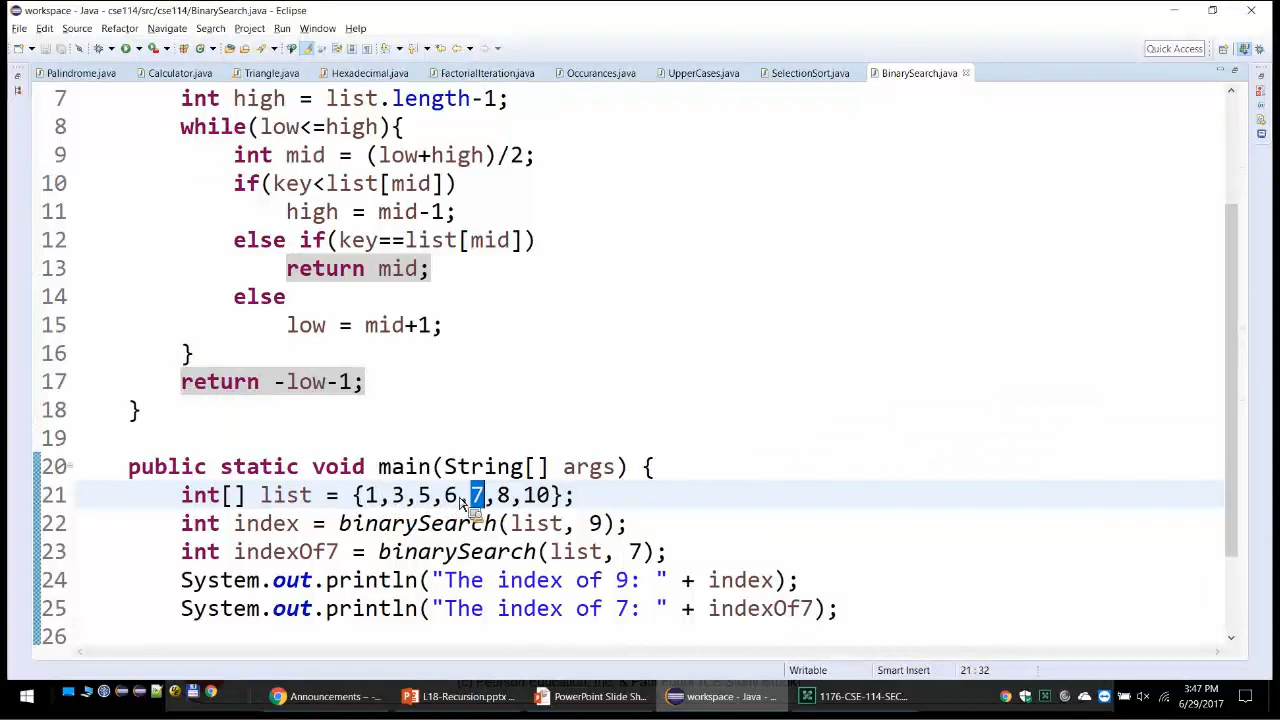 workspace - Java - cse114/src/cse114/BinarySearch.java - Eclipse
File Edit Source Refactor Navigate Search Project Run Window Help
Quick Access
Palindrome.java Calculator.java Triangle.java Hexadecimal.java FactorialIteration.java Occurances.java UpperCases.java SelectionSort.java BinarySearch.java
7 int high = list.length-1;
8 while(low<=high){
9 int mid = (low+high)/2;
10 if(key<list[mid])
11 high = mid-1;
12 else if(key==list[mid])
13 return mid;
14 else
15 low = mid+1;
16 }
17 return -low-1;
18 }
19
20 public static void main(String[] args) {
21 int[] list = {1,3,5,6,7,8,10};
22 int index = binarySearch(list, 9);
23 int indexOf7 = binarySearch(list, 7);
24 System.out.println("The index of 9: " + index);
25 System.out.println("The index of 7: " + indexOf7);
26
Writable Smart Insert 21 : 32
Announcements – ... L18-Recursion.pptx ... PowerPoint Slide Sh... workspace - Java - ... 1176-CSE-114-SEC... 3:47 PM
6/29/2017